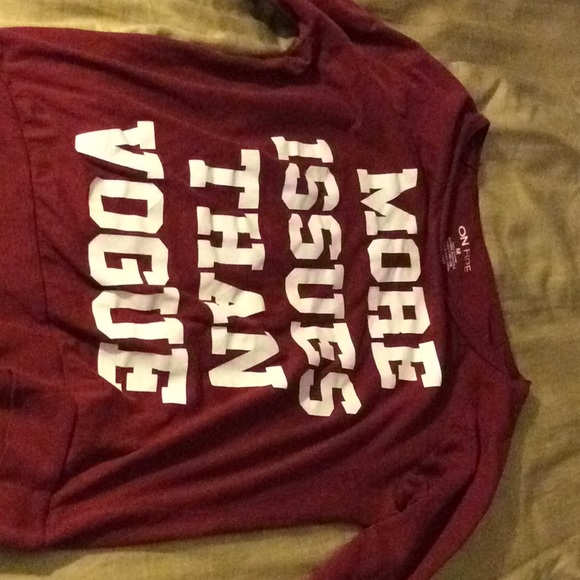 MORE
ISSUES
THAN
VOGUE
ON FIRE
M